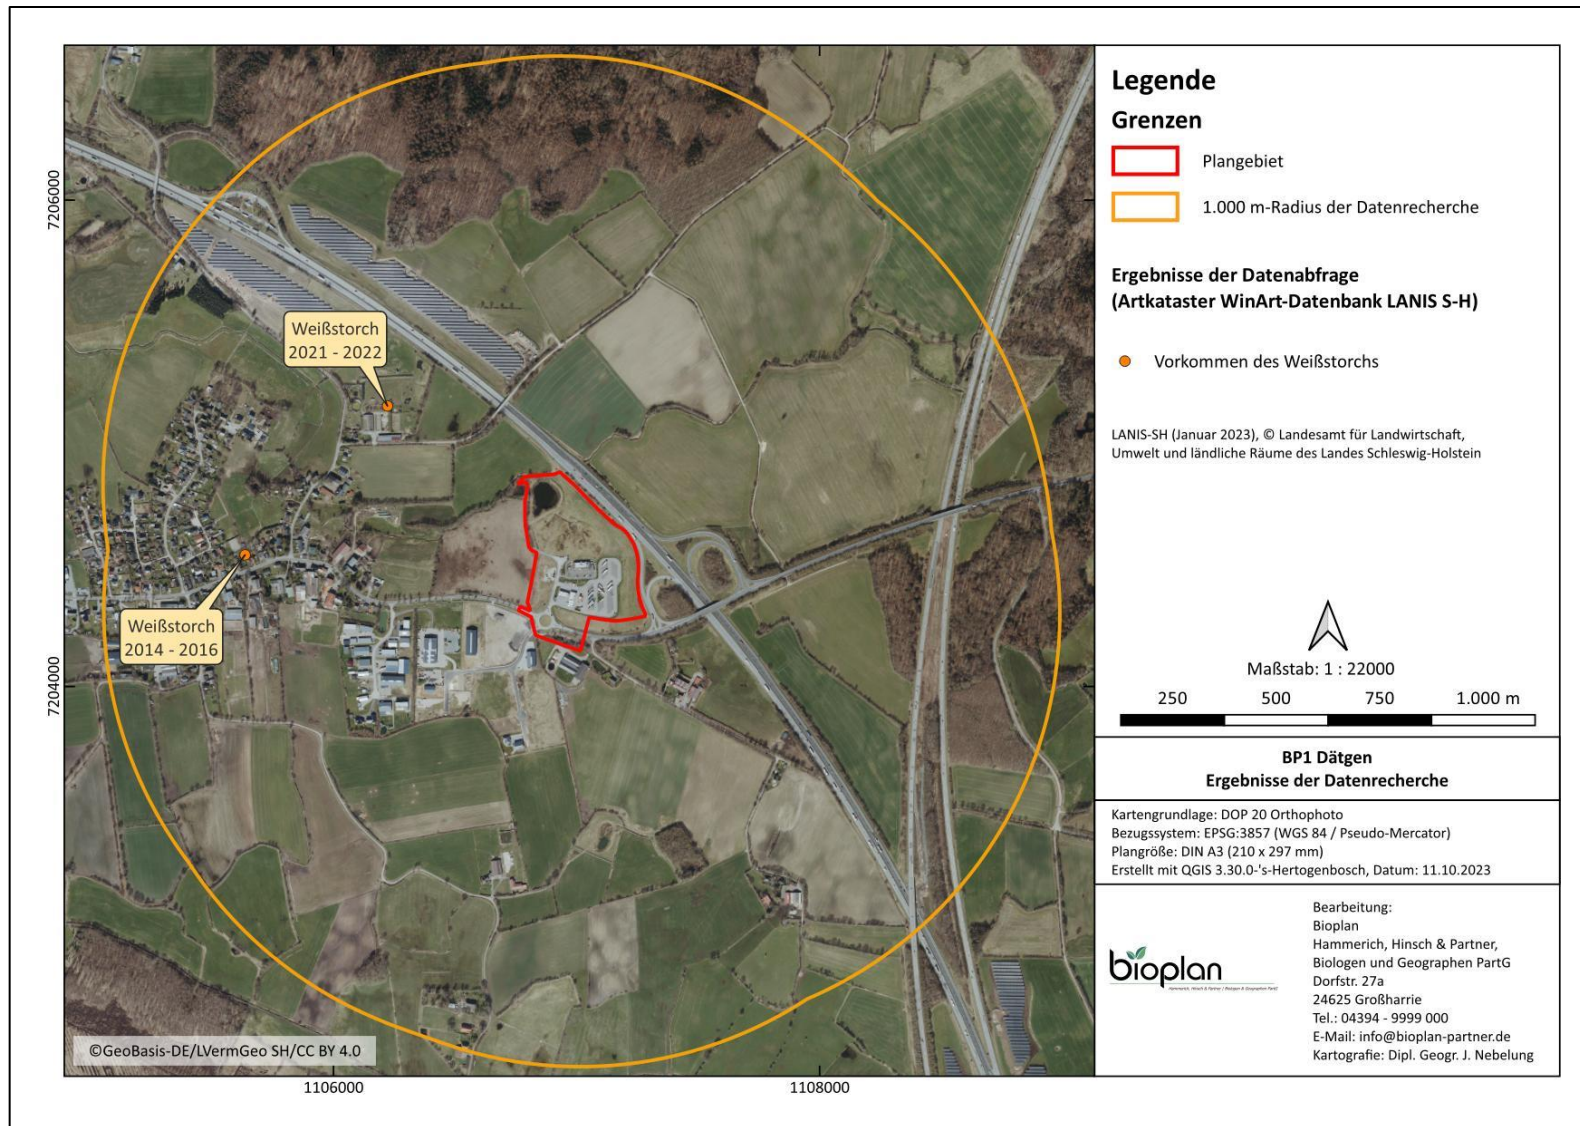 7206000
7204000
1106000
1108000
Weißstorch
2021 - 2022
Weißstorch
2014 - 2016
©GeoBasis-DE/LVermGeo SH/CC BY 4.0
Legende
Grenzen
Plangebiet
1.000 m-Radius der Datenrecherche
Ergebnisse der Datenabfrage
(Artkataster WinArt-Datenbank LANIS S-H)
Vorkommen des Weißstorchs
LANIS-SH (Januar 2023), © Landesamt für Landwirtschaft,
Umwelt und ländliche Räume des Landes Schleswig-Holstein
Maßstab: 1 : 22000
250 500 750 1.000 m
BP1 Dätgen
Ergebnisse der Datenrecherche
Kartengrundlage: DOP 20 Orthophoto
Bezugssystem: EPSG:3857 (WGS 84 / Pseudo-Mercator)
Plangröße: DIN A3 (210 x 297 mm)
Erstellt mit QGIS 3.30.0-'s-Hertogenbosch, Datum: 11.10.2023
bioplan
Hammerich, Hinsch & Partner | Biologen & Geographen PartG
Bearbeitung:
Bioplan
Hammerich, Hinsch & Partner,
Biologen und Geographen PartG
Dorfstr. 27a
24625 Großharrie
Tel.: 04394 - 9999 000
E-Mail: info@bioplan-partner.de
Kartografie: Dipl. Geogr. J. Nebelung